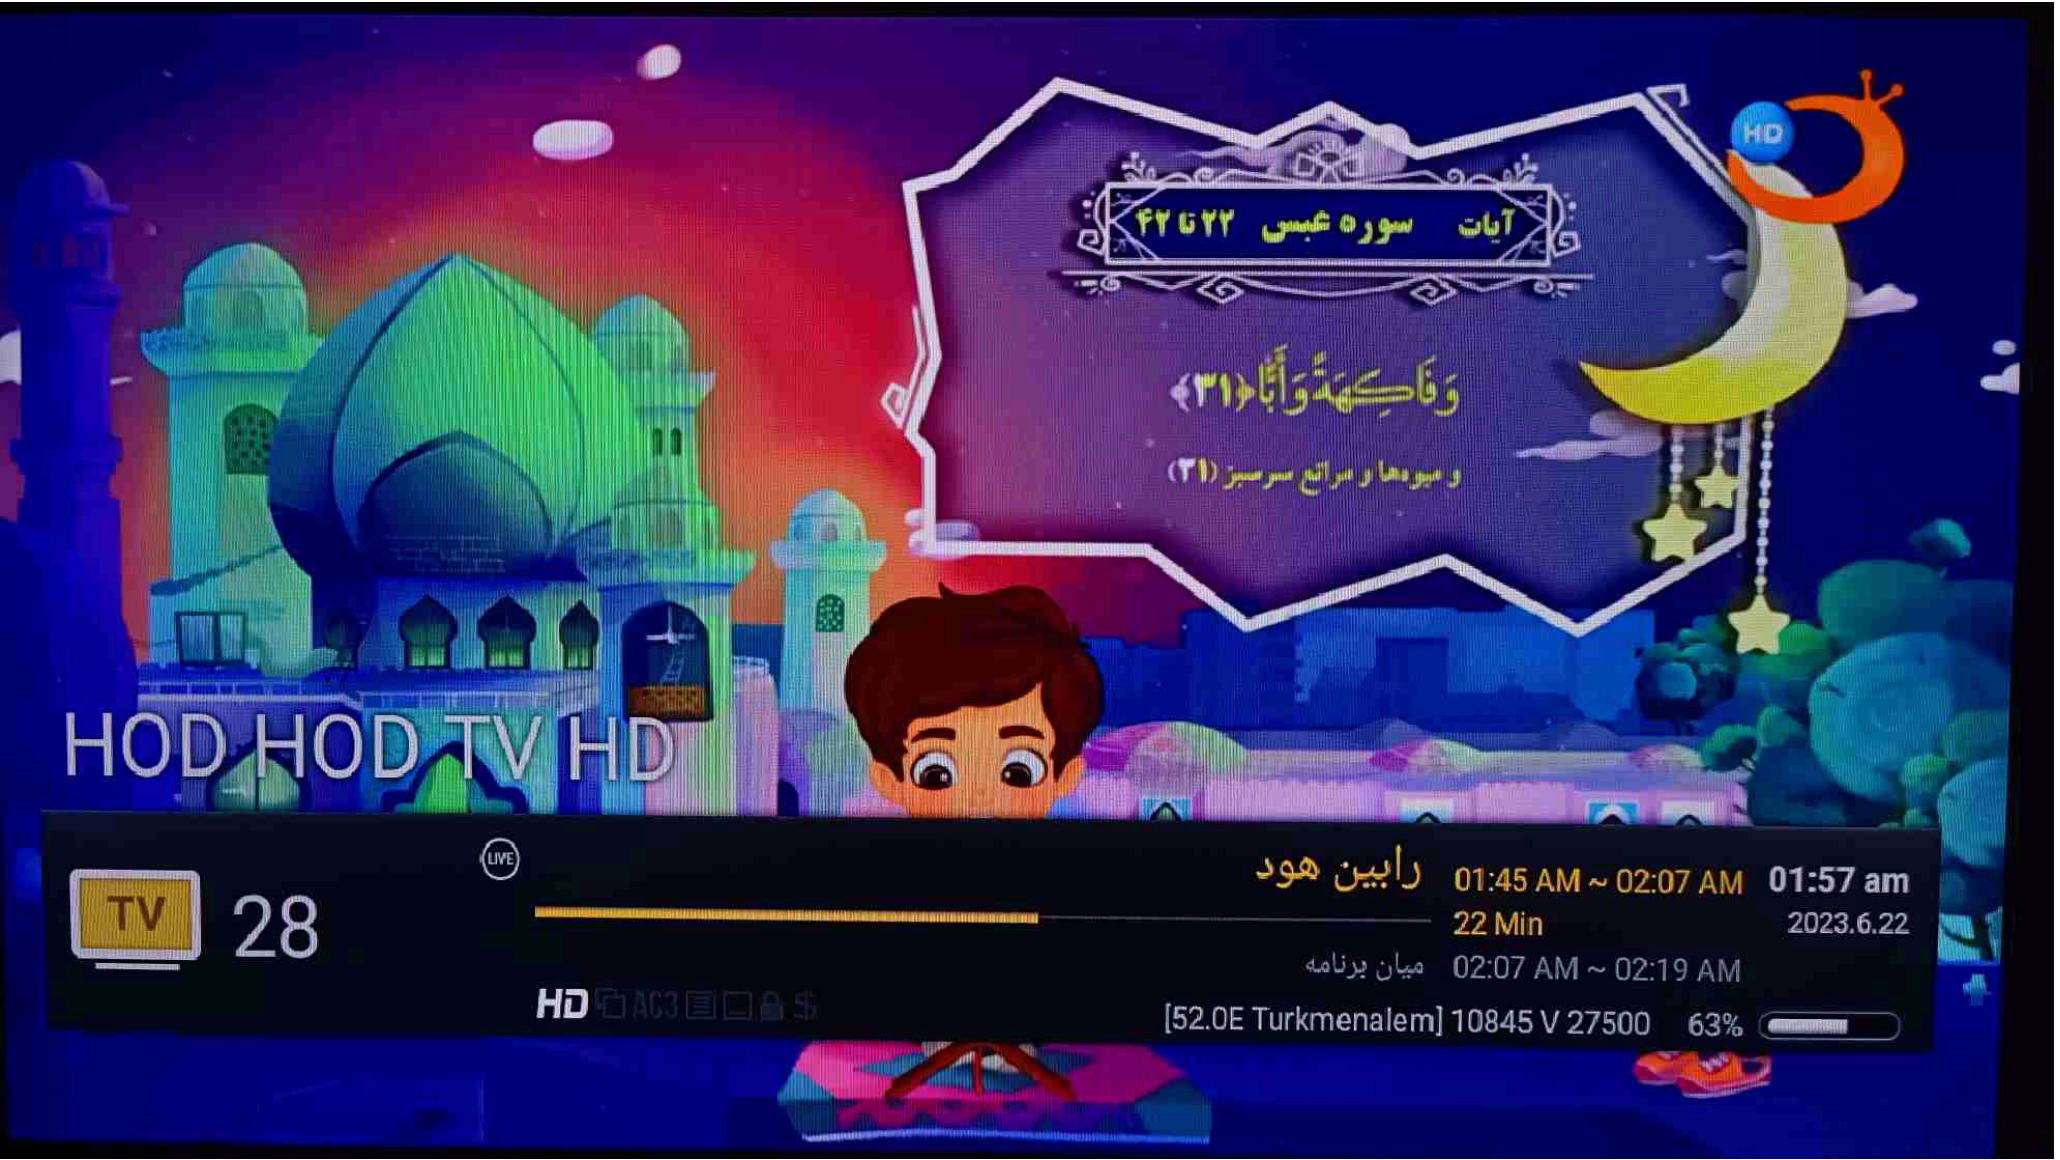 HD
آیات سوره عبس ۲۲ تا ۴۲
وَفَاكِهَةً وَأَبًّا ﴿۳۱﴾
و میوه‌ها و مراتع سرسبز (۳۱)
HOD HOD TV HD
TV 28
LIVE
رابین هود
01:45 AM ~ 02:07 AM
01:57 am
22 Min
2023.6.22
میان برنامه
02:07 AM ~ 02:19 AM
HD AC3 $
[52.0E Turkmenalem] 10845 V 27500 63%